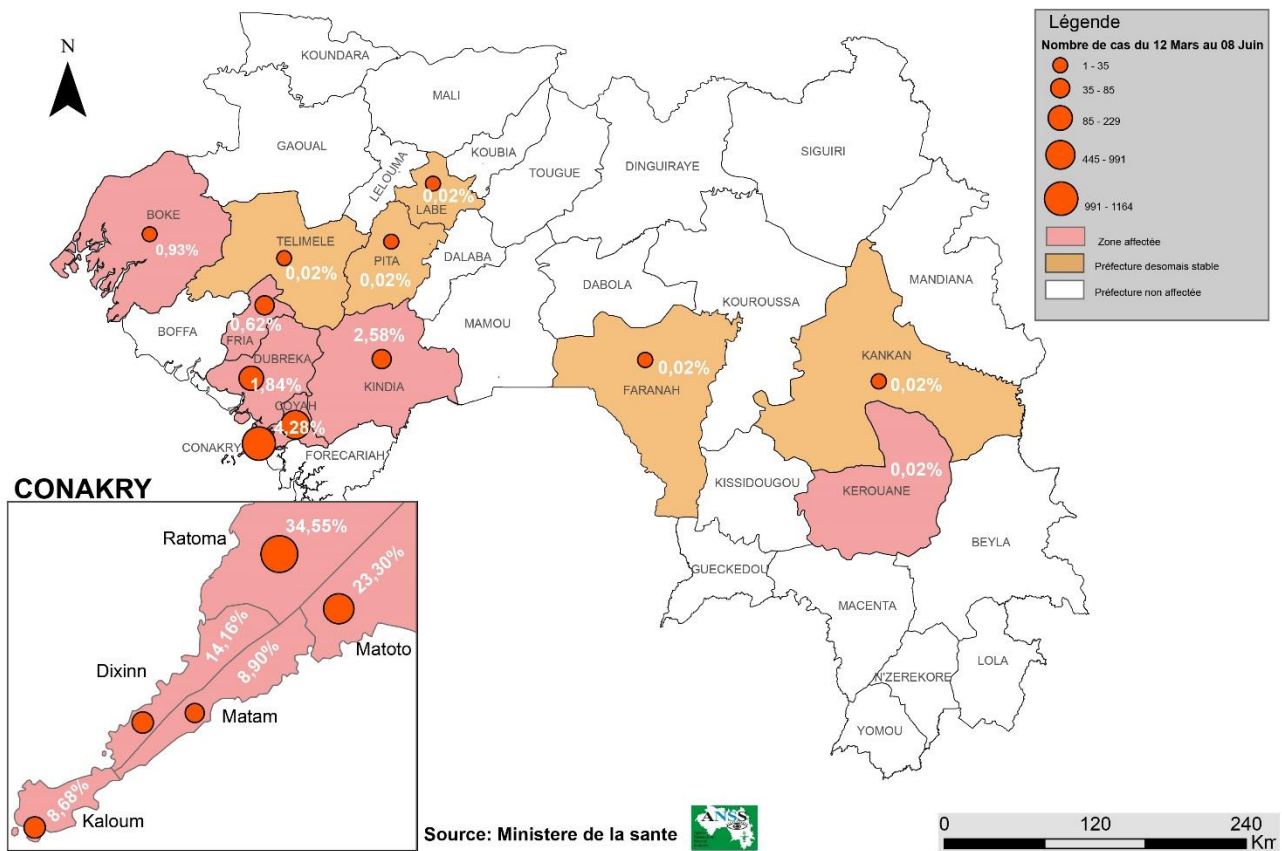 N
KOUNDARA
MALI
GAOUAL
LELOUMA
KOUBIA
TOUGUE
DINGUIRAYE
SIGUIRI
BOKE
0,93%
TELIMELE
0,02%
LABE
0,02%
PITA
0,02%
DALABA
DABOLA
KOUROUSSA
MANDIANA
BOFFA
0,62%
FRIA
DUBREKA
1,84%
2,58%
KINDIA
MAMOU
FARANAH
0,02%
KANKAN
0,02%
COYAH
4,28%
CONAKRY
FORECARIAH
KISSIDOUGOU
KEROUANE
0,02%
BEYLA
GUECKEDOU
MACENTA
N'ZEREKORE
LOLA
YOMOU
Légende
Nombre de cas du 12 Mars au 08 Juin
1 - 35
35 - 85
85 - 229
445 - 991
991 - 1164
Zone affectée
Préfecture desomais stable
Préfecture non affectée
CONAKRY
Ratoma
34,55%
23,30%
Matoto
14,16%
Dixinn
8,90%
Matam
8,68%
Kaloum
Source: Ministere de la sante
ANSS
0 120 240
Km